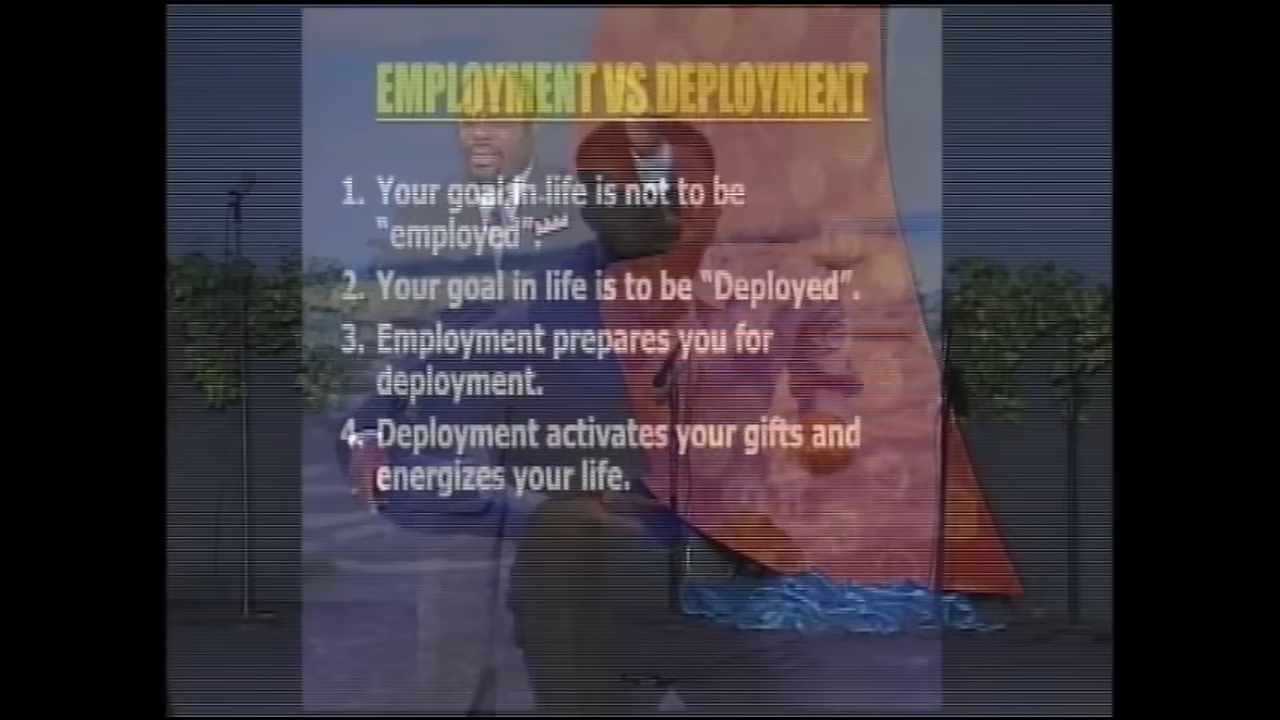 EMPLOYMENT VS DEPLOYMENT
1. Your goal in life is not to be
“employed”.
2. Your goal in life is to be “Deployed”.
3. Employment prepares you for
deployment.
4. Deployment activates your gifts and
energizes your life.